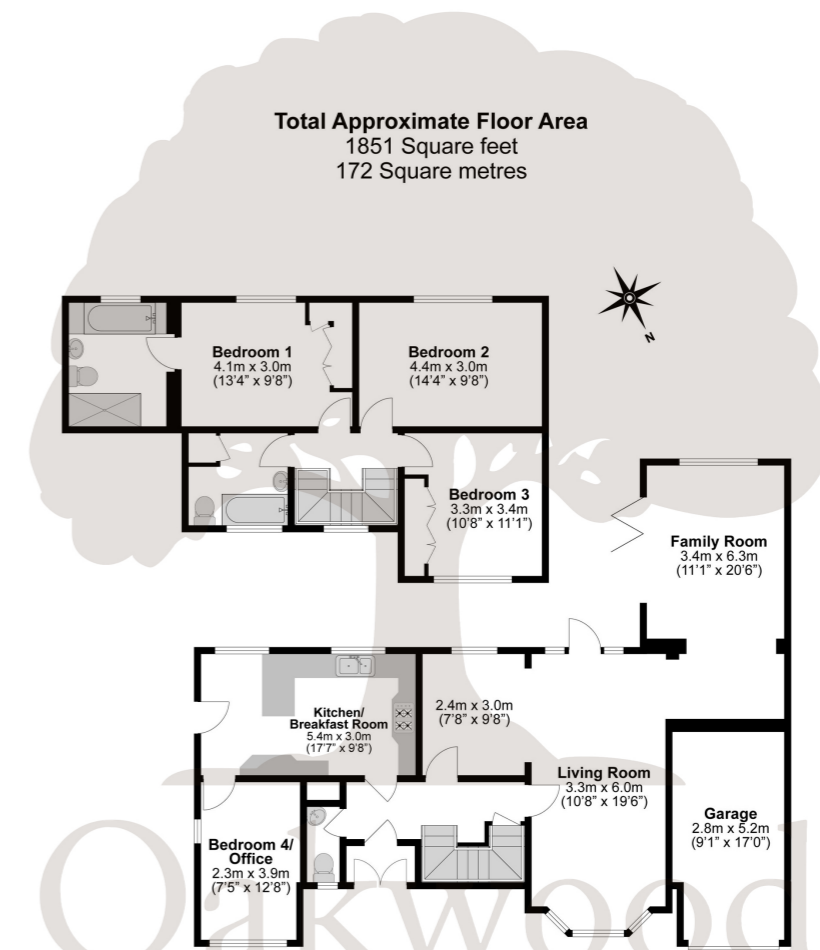 Total Approximate Floor Area
1851 Square feet
172 Square metres
N
Bedroom 1
4.1m x 3.0m
(13'4" x 9'8")
Bedroom 2
4.4m x 3.0m
(14'4" x 9'8")
Bedroom 3
3.3m x 3.4m
(10'8" x 11'1")
Family Room
3.4m x 6.3m
(11'1" x 20'6")
Kitchen/
Breakfast Room
5.4m x 3.0m
(17'7" x 9'8")
2.4m x 3.0m
(7'8" x 9'8")
Living Room
3.3m x 6.0m
(10'8" x 19'6")
Garage
2.8m x 5.2m
(9'1" x 17'0")
Bedroom 4/
Office
2.3m x 3.9m
(7'5" x 12'8")
Oakwood